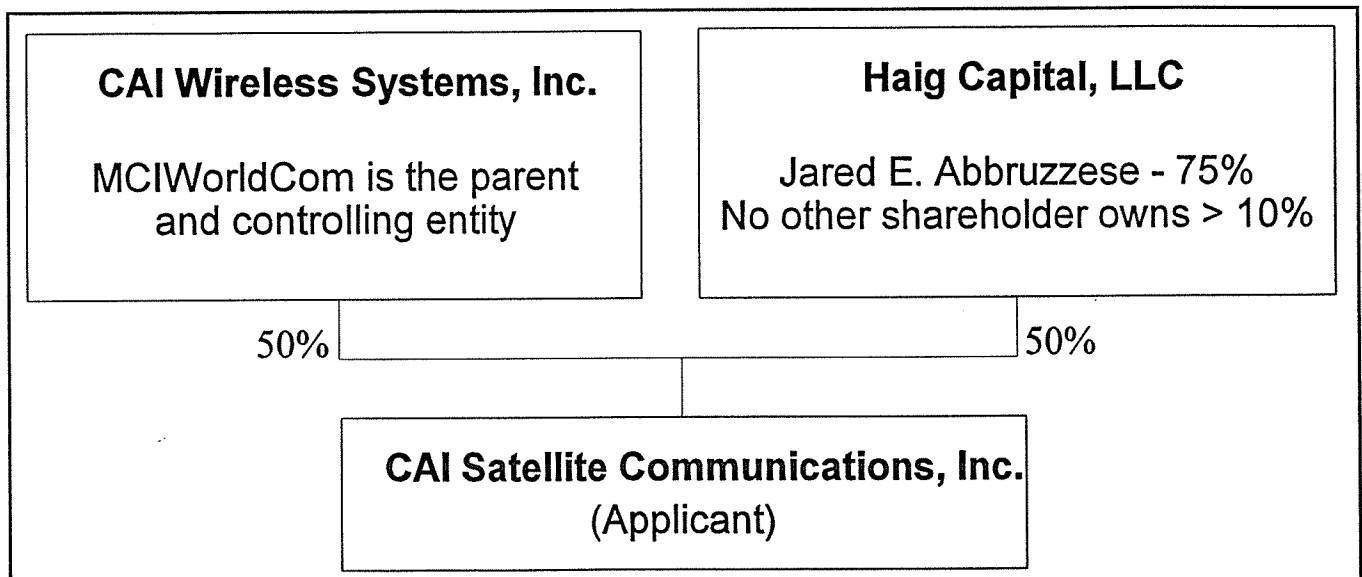 CAI Wireless Systems, Inc.
MCIWorldCom is the parent
and controlling entity
Haig Capital, LLC
Jared E. Abbruzzese - 75%
No other shareholder owns > 10%
50%
50%
CAI Satellite Communications, Inc.
(Applicant)